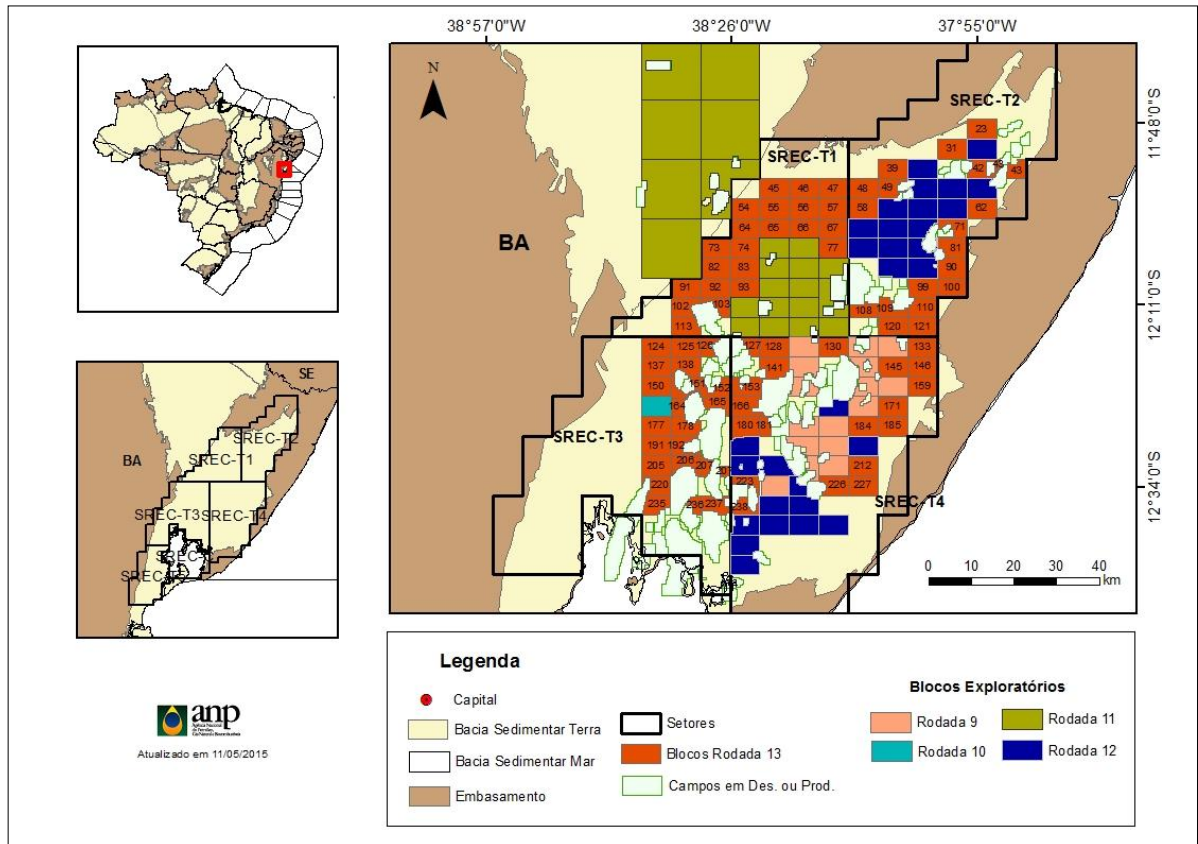 38°57'0"W 38°26'0"W 37°55'0"W
N
SREC-T2
11°48'0"S
23
31
SREC-T1
39 42 43
45 46 47 48 49
BA
54 55 56 57 58 62
64 65 66 67 71
73 74 77 81
82 83 90
91 92 93 99 100
12°11'0"S
102 103 108 109 110
113 120 121
124 125 126 127 128 130 133
137 138 141 145 146
150 151 152 153 159
164 165 166 171
177 178 180 181 184 185
SREC-T3
191 192
205 206 207 212
220 223 226 227
SREC-T4
12°34'0"S
235 236 237 238
0 10 20 30 40
km
SE
BA
SREC-T1
SREC-T2
SREC-T3
SREC-T4
anp
Atualizado em 11/05/2015
Legenda
Capital
Bacia Sedimentar Terra
Bacia Sedimentar Mar
Embasamento
Setores
Blocos Rodada 13
Campos em Des. ou Prod.
Blocos Exploratórios
Rodada 9
Rodada 10
Rodada 11
Rodada 12